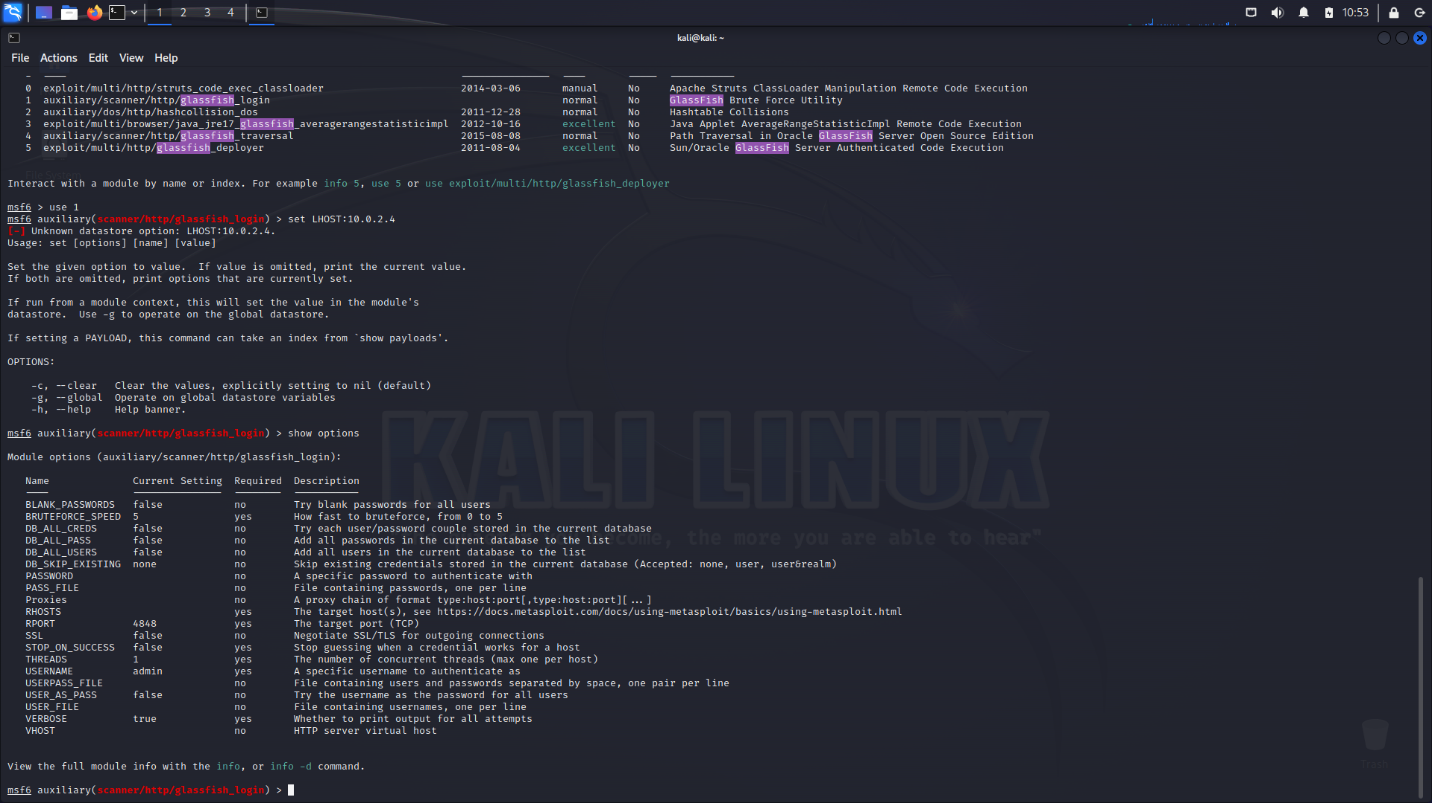 1 2 3 4
10:53
kali@kali: ~
File Actions Edit View Help
0 exploit/multi/http/struts_code_exec_classloader 2014-03-06 manual No Apache Struts ClassLoader Manipulation Remote Code Execution
1 auxiliary/scanner/http/glassfish_login normal No GlassFish Brute Force Utility
2 auxiliary/dos/http/hashcollision_dos 2011-12-28 normal No Hashtable Collisions
3 exploit/multi/browser/java_jre17_glassfish_averagerangestatisticimpl 2012-10-16 excellent No Java Applet AverageRangeStatisticImpl Remote Code Execution
4 auxiliary/scanner/http/glassfish_traversal 2015-08-08 normal No Path Traversal in Oracle GlassFish Server Open Source Edition
5 exploit/multi/http/glassfish_deployer 2011-08-04 excellent No Sun/Oracle GlassFish Server Authenticated Code Execution
Interact with a module by name or index. For example info 5, use 5 or use exploit/multi/http/glassfish_deployer
msf6 > use 1
msf6 auxiliary(scanner/http/glassfish_login) > set LHOST:10.0.2.4
[-] Unknown datastore option: LHOST:10.0.2.4.
Usage: set [options] [name] [value]
Set the given option to value. If value is omitted, print the current value.
If both are omitted, print options that are currently set.
If run from a module context, this will set the value in the module's
datastore. Use -g to operate on the global datastore.
If setting a PAYLOAD, this command can take an index from `show payloads'.
OPTIONS:
-c, --clear Clear the values, explicitly setting to nil (default)
-g, --global Operate on global datastore variables
-h, --help Help banner.
msf6 auxiliary(scanner/http/glassfish_login) > show options
Module options (auxiliary/scanner/http/glassfish_login):
Name Current Setting Required Description
BLANK_PASSWORDS false no Try blank passwords for all users
BRUTEFORCE_SPEED 5 yes How fast to bruteforce, from 0 to 5
DB_ALL_CREDS false no Try each user/password couple stored in the current database
DB_ALL_PASS false no Add all passwords in the current database to the list
DB_ALL_USERS false no Add all users in the current database to the list
DB_SKIP_EXISTING none no Skip existing credentials stored in the current database (Accepted: none, user, user&realm)
PASSWORD no A specific password to authenticate with
PASS_FILE no File containing passwords, one per line
Proxies no A proxy chain of format type:host:port[,type:host:port][...]
RHOSTS yes The target host(s), see https://docs.metasploit.com/docs/using-metasploit/basics/using-metasploit.html
RPORT 4848 yes The target port (TCP)
SSL false no Negotiate SSL/TLS for outgoing connections
STOP_ON_SUCCESS false yes Stop guessing when a credential works for a host
THREADS 1 yes The number of concurrent threads (max one per host)
USERNAME admin yes A specific username to authenticate as
USERPASS_FILE no File containing users and passwords separated by space, one pair per line
USER_AS_PASS false no Try the username as the password for all users
USER_FILE no File containing usernames, one per line
VERBOSE true yes Whether to print output for all attempts
VHOST no HTTP server virtual host
View the full module info with the info, or info -d command.
msf6 auxiliary(scanner/http/glassfish_login) >
KALI LINUX
ome, the more you are able to hear"
Trash